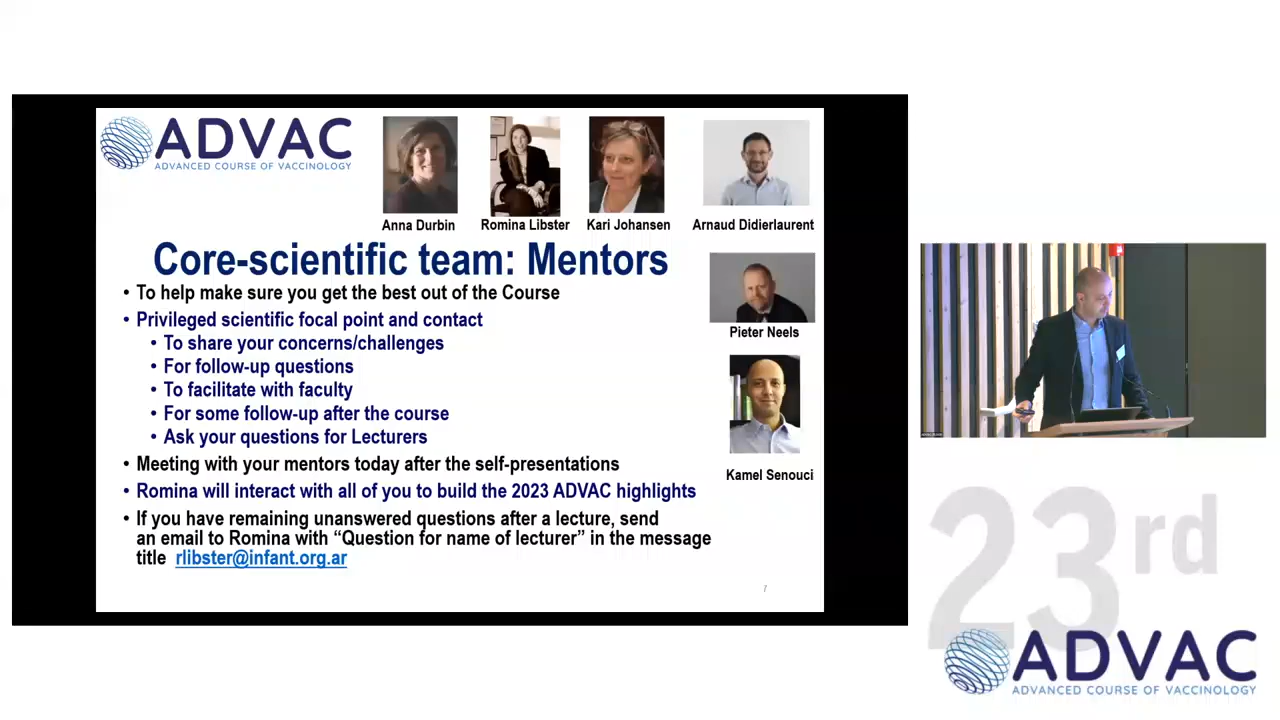 ADVAC
ADVANCED COURSE OF VACCINOLOGY
Anna Durbin
Romina Libster
Kari Johansen
Arnaud Didierlaurent
Core-scientific team: Mentors
• To help make sure you get the best out of the Course
• Privileged scientific focal point and contact
• To share your concerns/challenges
• For follow-up questions
• To facilitate with faculty
• For some follow-up after the course
• Ask your questions for Lecturers
• Meeting with your mentors today after the self-presentations
• Romina will interact with all of you to build the 2023 ADVAC highlights
• If you have remaining unanswered questions after a lecture, send
an email to Romina with “Question for name of lecturer” in the message
title rlibster@infant.org.ar
Pieter Neels
Kamel Senouci
7
23rd
ADVAC
ADVANCED COURSE OF VACCINOLOGY